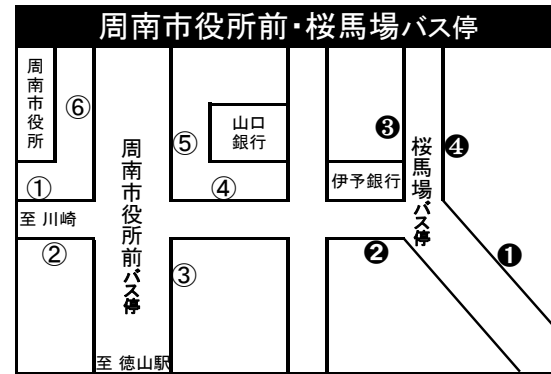 周南市役所前・桜馬場バス停
周南市役所
⑥
①
至 川崎
②
周南市役所前バス停
至 徳山駅
⑤
山口
銀行
④
③
❸
伊予銀行
❷
桜馬場バス停
❹
❶